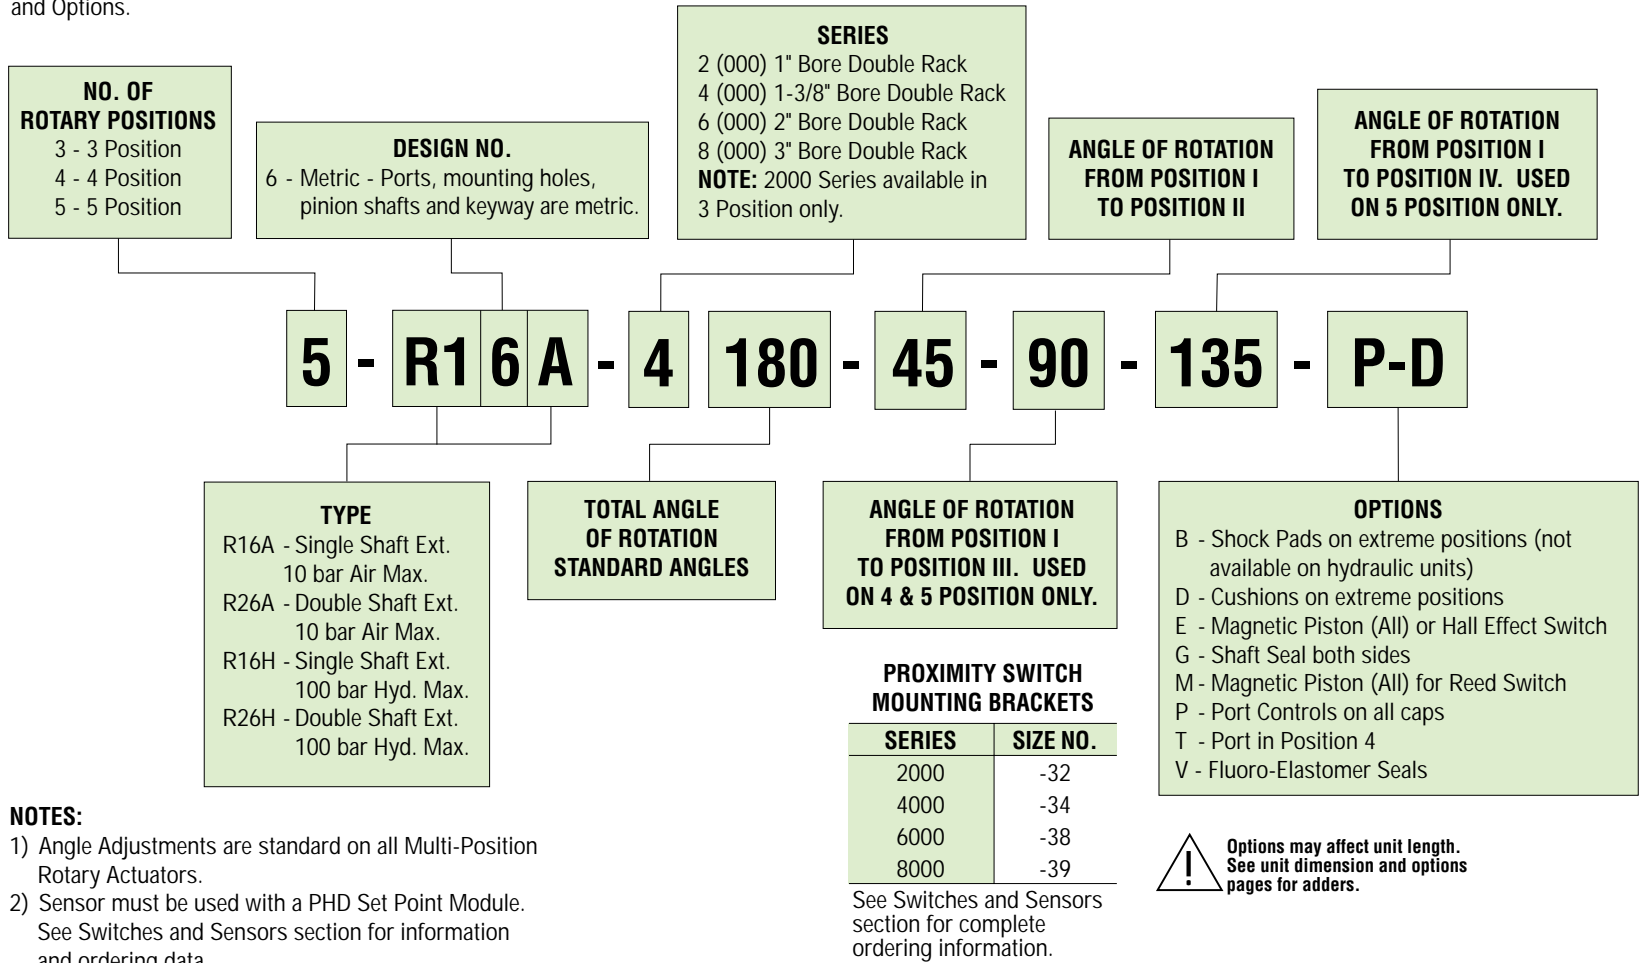 and Options.
NO. OF
ROTARY POSITIONS
3 - 3 Position
4 - 4 Position
5 - 5 Position
DESIGN NO.
6 - Metric - Ports, mounting holes,
pinion shafts and keyway are metric.
SERIES
2 (000) 1" Bore Double Rack
4 (000) 1-3/8" Bore Double Rack
6 (000) 2" Bore Double Rack
8 (000) 3" Bore Double Rack
NOTE: 2000 Series available in
3 Position only.
ANGLE OF ROTATION
FROM POSITION I
TO POSITION II
ANGLE OF ROTATION
FROM POSITION I
TO POSITION IV. USED
ON 5 POSITION ONLY.
5 - R1 6 A - 4 180 - 45 - 90 - 135 - P-D
TYPE
R16A - Single Shaft Ext.
10 bar Air Max.
R26A - Double Shaft Ext.
10 bar Air Max.
R16H - Single Shaft Ext.
100 bar Hyd. Max.
R26H - Double Shaft Ext.
100 bar Hyd. Max.
TOTAL ANGLE
OF ROTATION
STANDARD ANGLES
ANGLE OF ROTATION
FROM POSITION I
TO POSITION III. USED
ON 4 & 5 POSITION ONLY.
OPTIONS
B - Shock Pads on extreme positions (not
available on hydraulic units)
D - Cushions on extreme positions
E - Magnetic Piston (All) or Hall Effect Switch
G - Shaft Seal both sides
M - Magnetic Piston (All) for Reed Switch
P - Port Controls on all caps
T - Port in Position 4
V - Fluoro-Elastomer Seals
PROXIMITY SWITCH
MOUNTING BRACKETS
SERIES SIZE NO.
2000 -32
4000 -34
6000 -38
8000 -39
See Switches and Sensors
section for complete
ordering information.
! Options may affect unit length.
See unit dimension and options
pages for adders.
NOTES:
1) Angle Adjustments are standard on all Multi-Position
Rotary Actuators.
2) Sensor must be used with a PHD Set Point Module.
See Switches and Sensors section for information
and ordering data